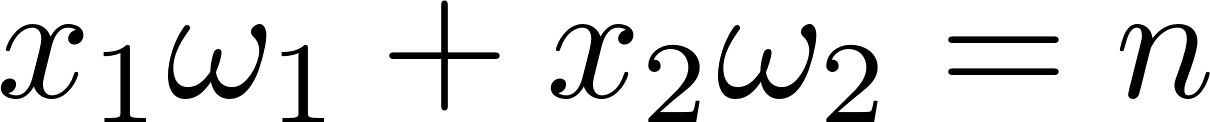 x₁ω₁ + x₂ω₂ = n